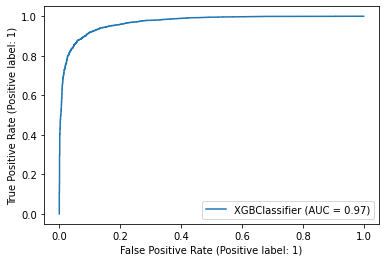 1.0
0.8
0.6
0.4
0.2
0.0
True Positive Rate (Positive label: 1)
XGBClassifier (AUC = 0.97)
0.0 0.2 0.4 0.6 0.8 1.0
False Positive Rate (Positive label: 1)